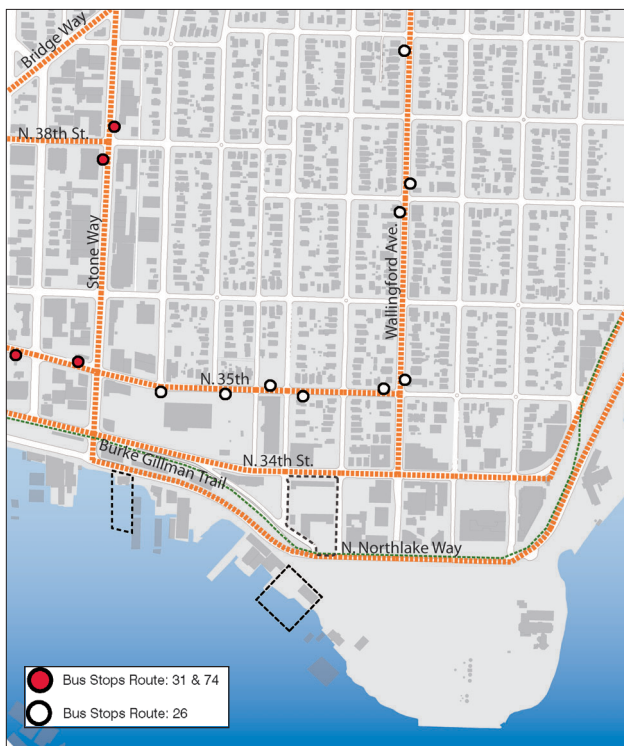 Bridge Way
N. 38th St.
Stone Way
Wallingford Ave.
N. 35th
N. 34th St.
Burke Gillman Trail
N. Northlake Way
Bus Stops Route: 31 & 74
Bus Stops Route: 26